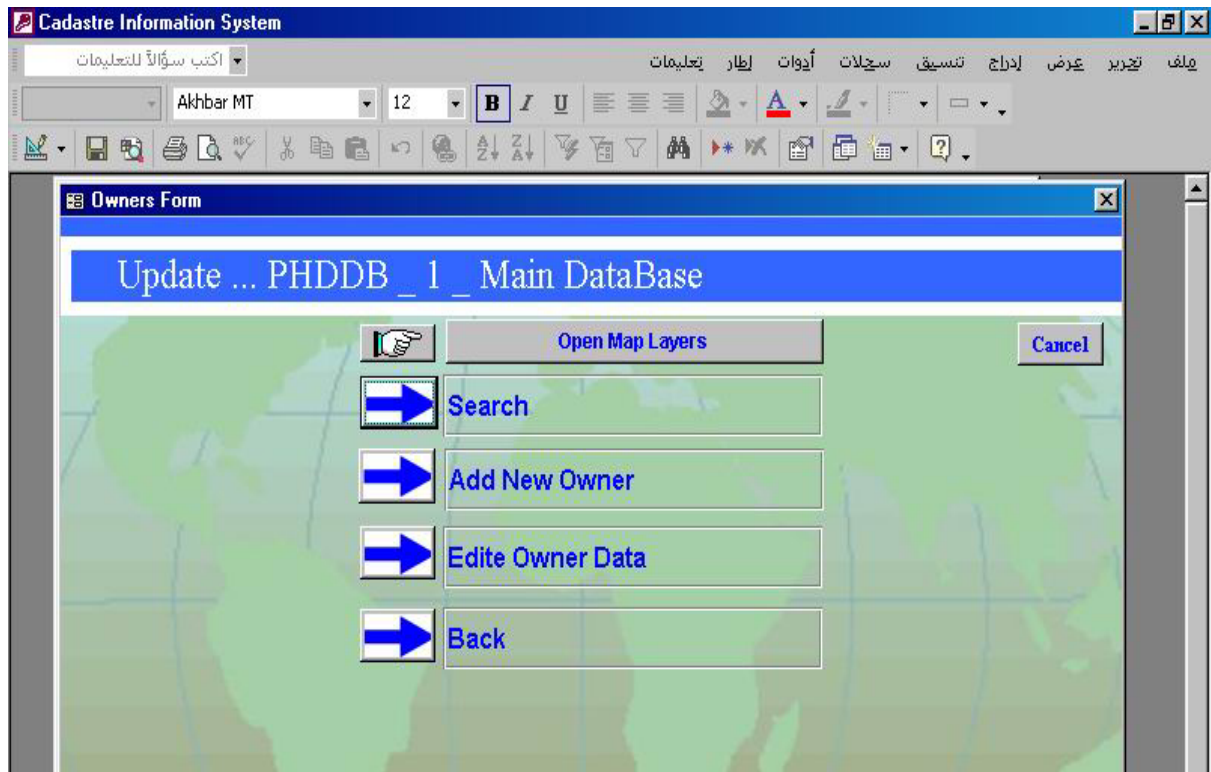 Cadastre Information System
ملف تحرير عرض إدراج تنسيق سجلات أدوات إطار تعليمات اكتب سؤالاً للتعليمات
Akhbar MT 12 B I U A
Owners Form
Update ... PHDDB _ 1 _ Main DataBase
Open Map Layers
Cancel
Search
Add New Owner
Edite Owner Data
Back